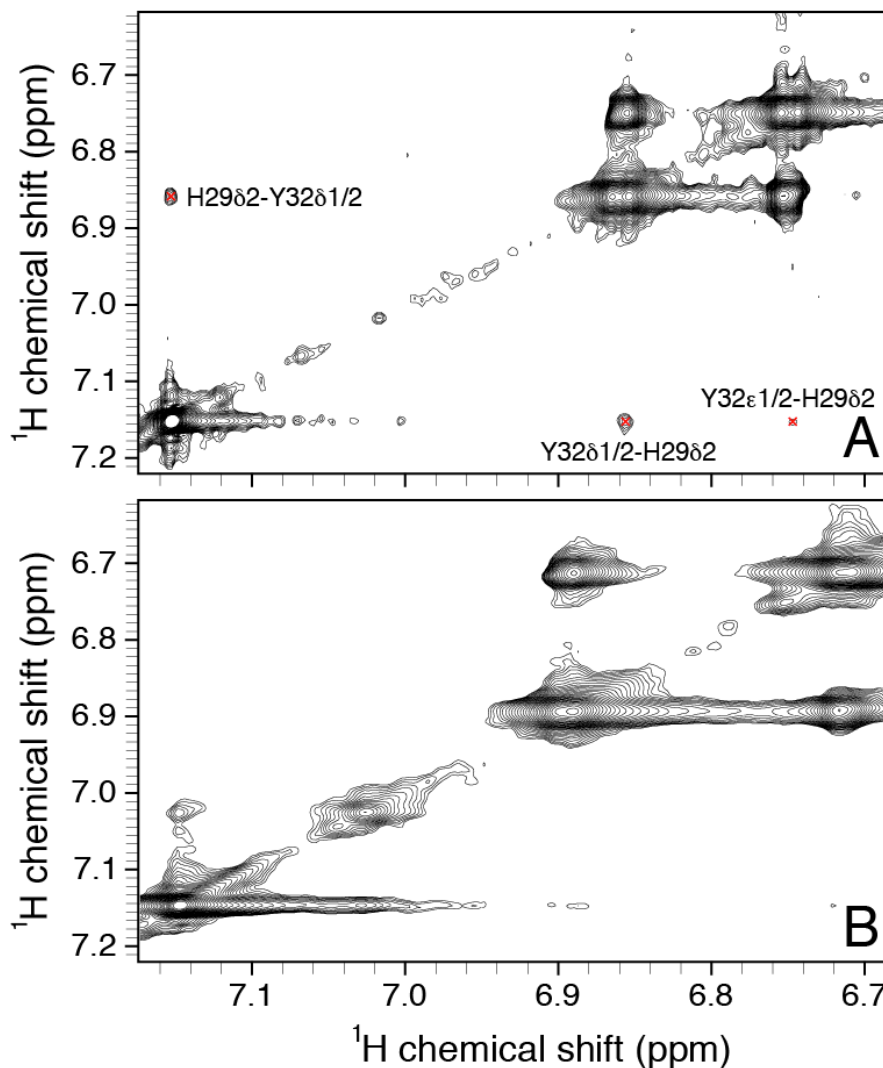 ¹H chemical shift (ppm)
6.7
6.8
6.9
7.0
7.1
7.2
H29δ2-Y32δ1/2
Y32ε1/2-H29δ2
Y32δ1/2-H29δ2
A
¹H chemical shift (ppm)
6.7
6.8
6.9
7.0
7.1
7.2
B
7.1 7.0 6.9 6.8 6.7
¹H chemical shift (ppm)